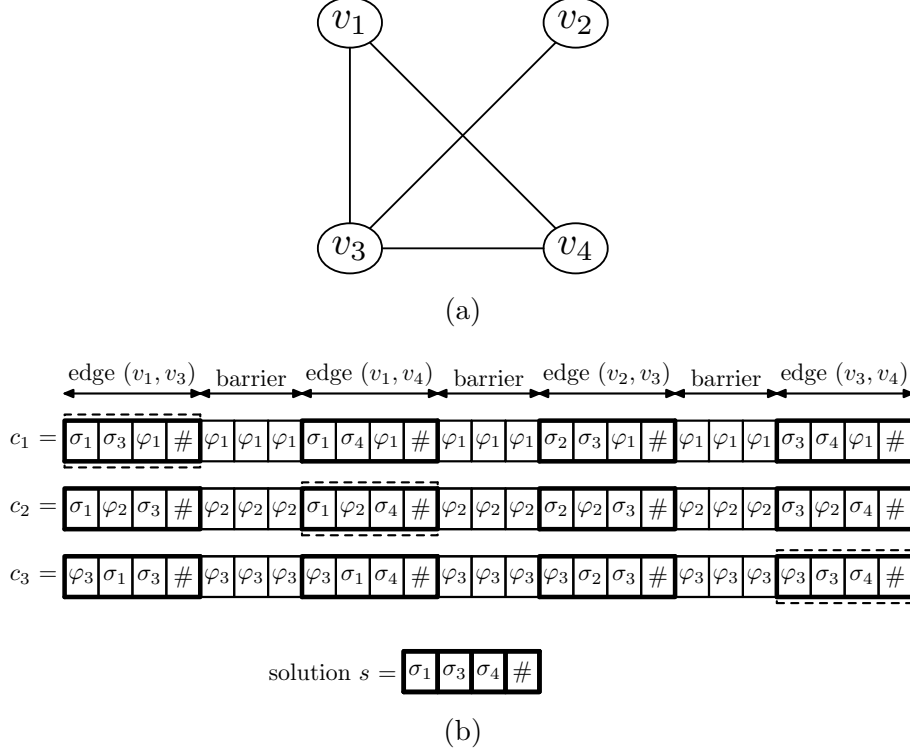 v₁ v₂
v₃ v₄
(a)
edge (v₁, v₃) barrier edge (v₁, v₄) barrier edge (v₂, v₃) barrier edge (v₃, v₄)
c₁ = σ₁ σ₃ φ₁ # φ₁ φ₁ φ₁ σ₁ σ₄ φ₁ # φ₁ φ₁ φ₁ σ₂ σ₃ φ₁ # φ₁ φ₁ φ₁ σ₃ σ₄ φ₁ #
c₂ = σ₁ φ₂ σ₃ # φ₂ φ₂ φ₂ σ₁ φ₂ σ₄ # φ₂ φ₂ φ₂ σ₂ φ₂ σ₃ # φ₂ φ₂ φ₂ σ₃ φ₂ σ₄ #
c₃ = φ₃ σ₁ σ₃ # φ₃ φ₃ φ₃ φ₃ σ₁ σ₄ # φ₃ φ₃ φ₃ φ₃ σ₂ σ₃ # φ₃ φ₃ φ₃ φ₃ σ₃ σ₄ #
solution s = σ₁ σ₃ σ₄ #
(b)